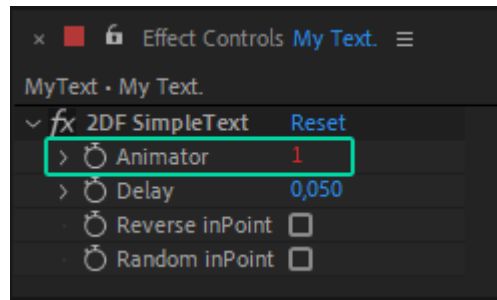 Effect Controls My Text.
MyText • My Text.
fx 2DF SimpleText Reset
Animator 1
Delay 0,050
Reverse inPoint
Random inPoint